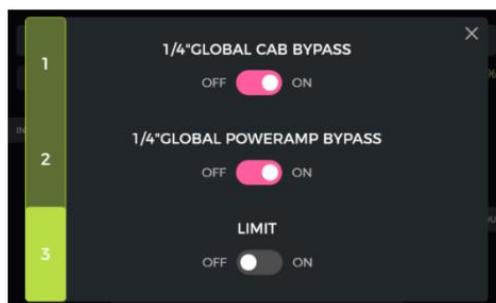 1
1/4"GLOBAL CAB BYPASS
OFF ON
2
1/4"GLOBAL POWERAMP BYPASS
OFF ON
3
LIMIT
OFF ON
IN